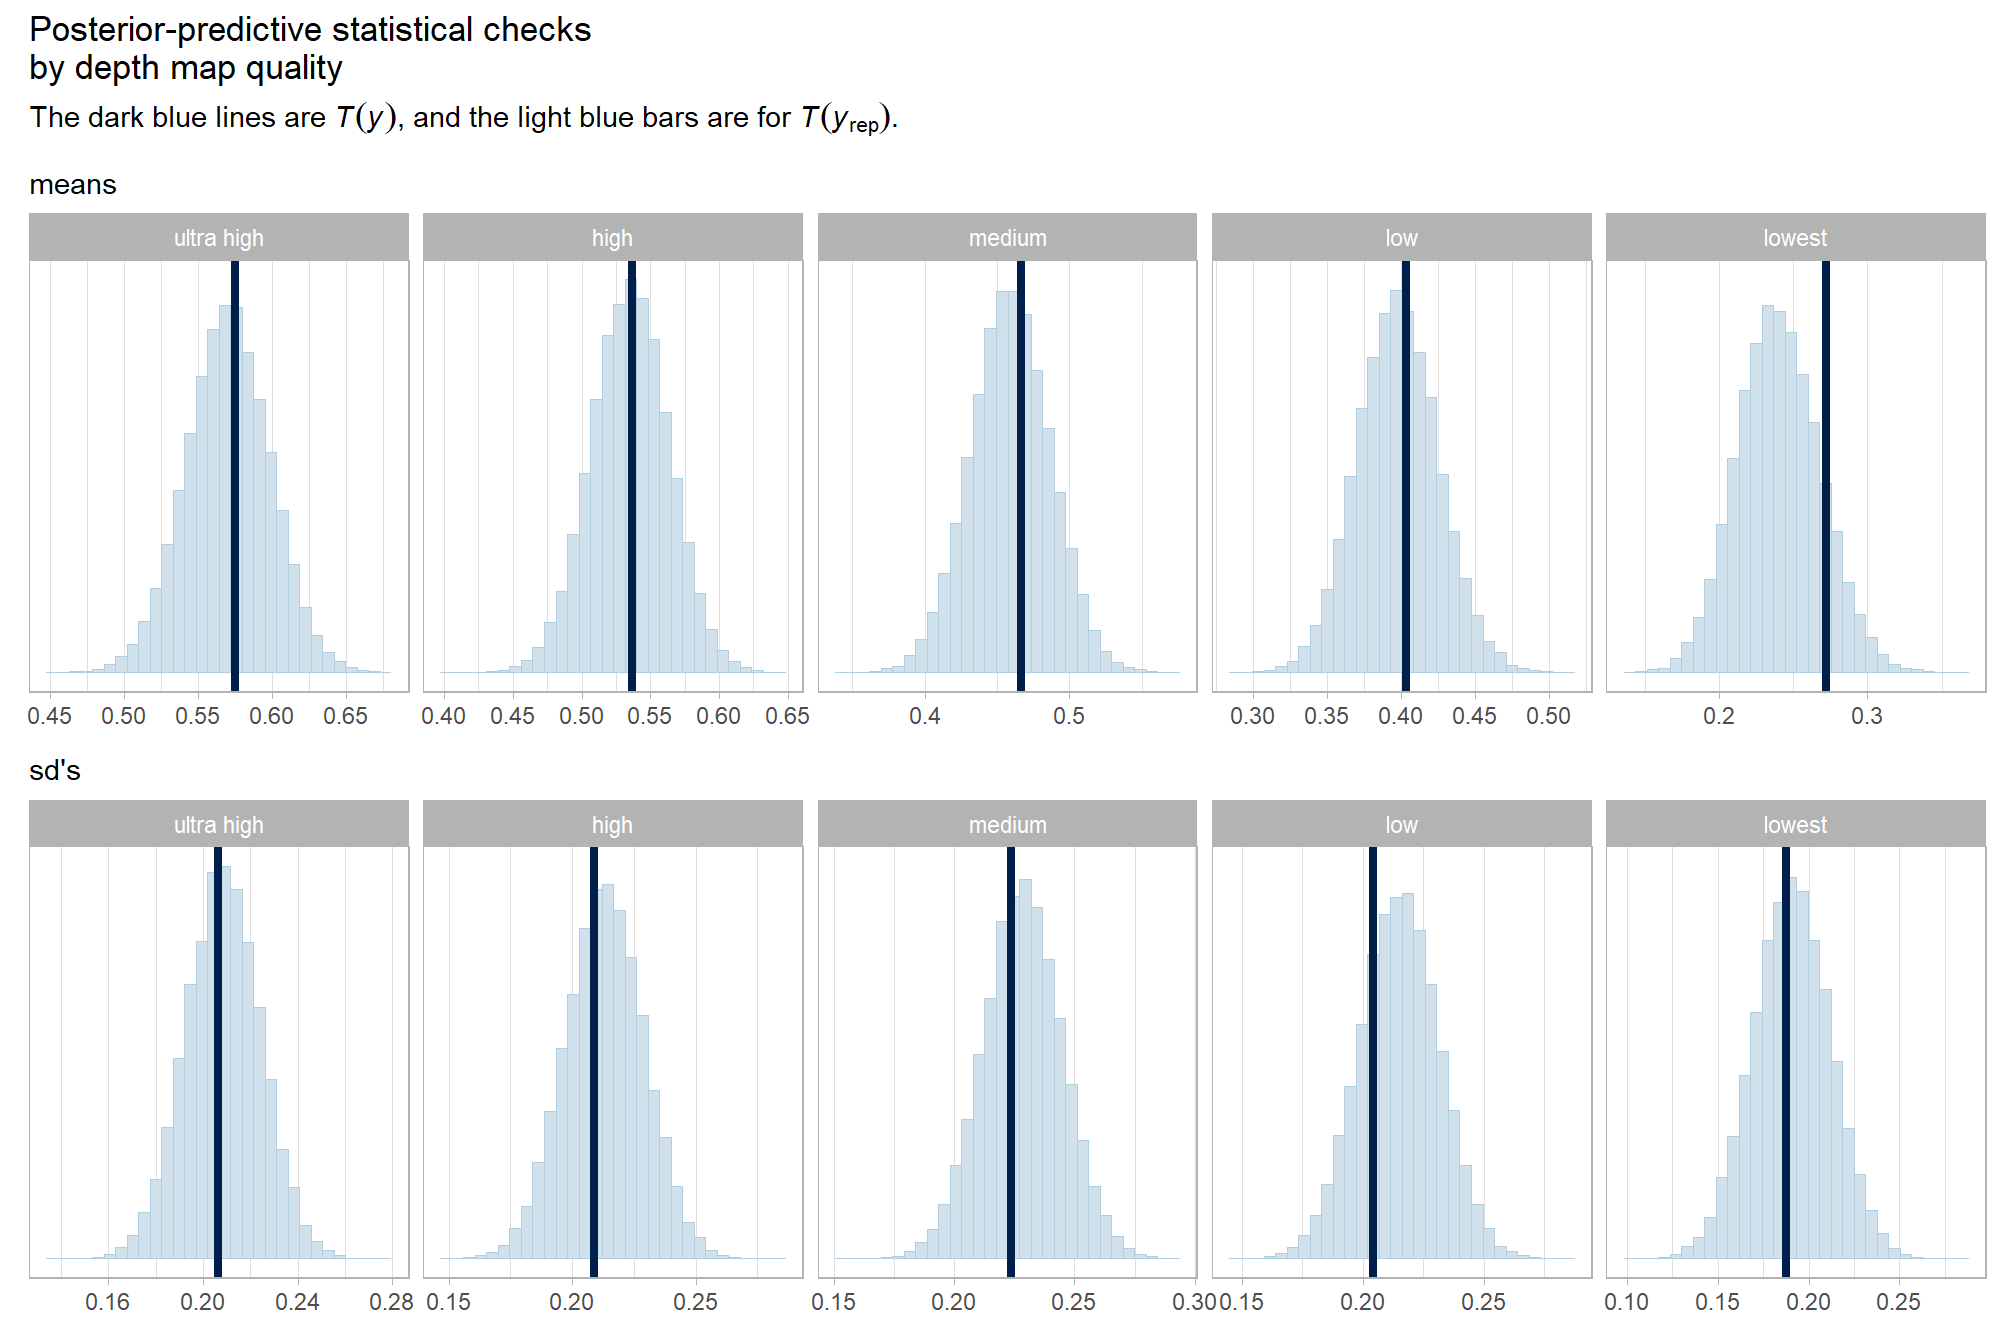 Posterior-predictive statistical checks
by depth map quality
The dark blue lines are T(y), and the light blue bars are for T(yrep).
means
ultra high high medium low lowest
0.45 0.50 0.55 0.60 0.65 0.40 0.45 0.50 0.55 0.60 0.65 0.4 0.5 0.30 0.35 0.40 0.45 0.50 0.2 0.3
sd's
ultra high high medium low lowest
0.16 0.20 0.24 0.28 0.15 0.20 0.25 0.15 0.20 0.25 0.30 0.15 0.20 0.25 0.10 0.15 0.20 0.25